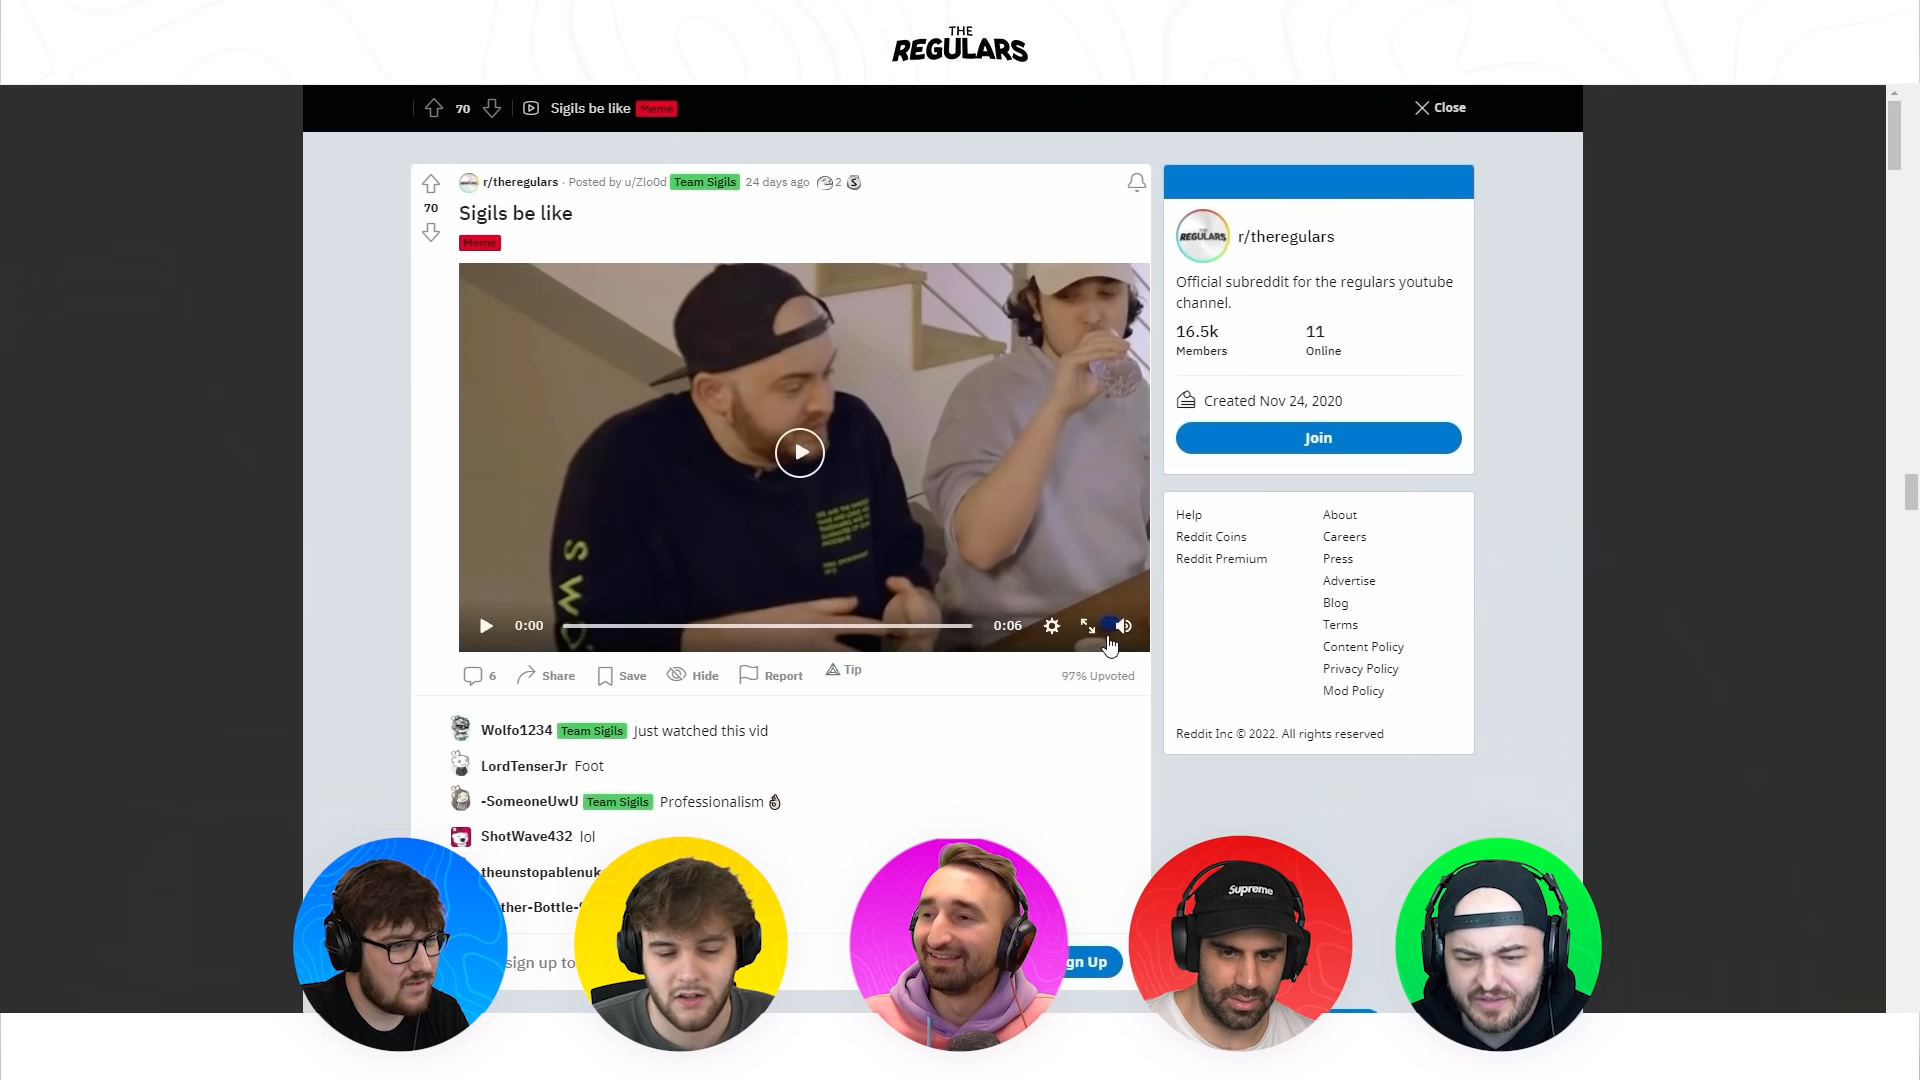 THE
REGULARS
70
Sigils be like Meme
Close
r/theregulars · Posted by u/Zlo0d Team Sigils 24 days ago 2
70
Sigils be like
Meme
SWO
0:00
0:06
6
Share
Save
Hide
Report
Tip
97% Upvoted
Wolfo1234 Team Sigils Just watched this vid
LordTenserJr Foot
-SomeoneUwU Team Sigils Professionalism 👌🏻
ShotWave432 lol
theunstopablenuk
ther-Bottle-
sign up to
gn Up
REGULARS
r/theregulars
Official subreddit for the regulars youtube
channel.
16.5k
Members
11
Online
Created Nov 24, 2020
Join
Help
Reddit Coins
Reddit Premium
About
Careers
Press
Advertise
Blog
Terms
Content Policy
Privacy Policy
Mod Policy
Reddit Inc © 2022. All rights reserved
Supreme